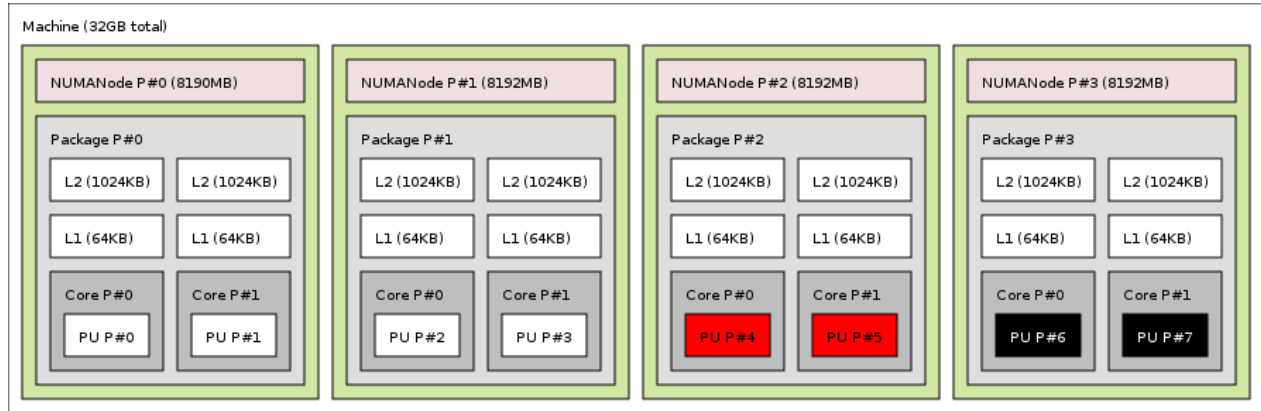 Machine (32GB total)
NUMANode P#0 (8190MB)
Package P#0
L2 (1024KB) L2 (1024KB)
L1 (64KB) L1 (64KB)
Core P#0 Core P#1
PU P#0 PU P#1
NUMANode P#1 (8192MB)
Package P#1
L2 (1024KB) L2 (1024KB)
L1 (64KB) L1 (64KB)
Core P#0 Core P#1
PU P#2 PU P#3
NUMANode P#2 (8192MB)
Package P#2
L2 (1024KB) L2 (1024KB)
L1 (64KB) L1 (64KB)
Core P#0 Core P#1
PU P#4 PU P#5
NUMANode P#3 (8192MB)
Package P#3
L2 (1024KB) L2 (1024KB)
L1 (64KB) L1 (64KB)
Core P#0 Core P#1
PU P#6 PU P#7